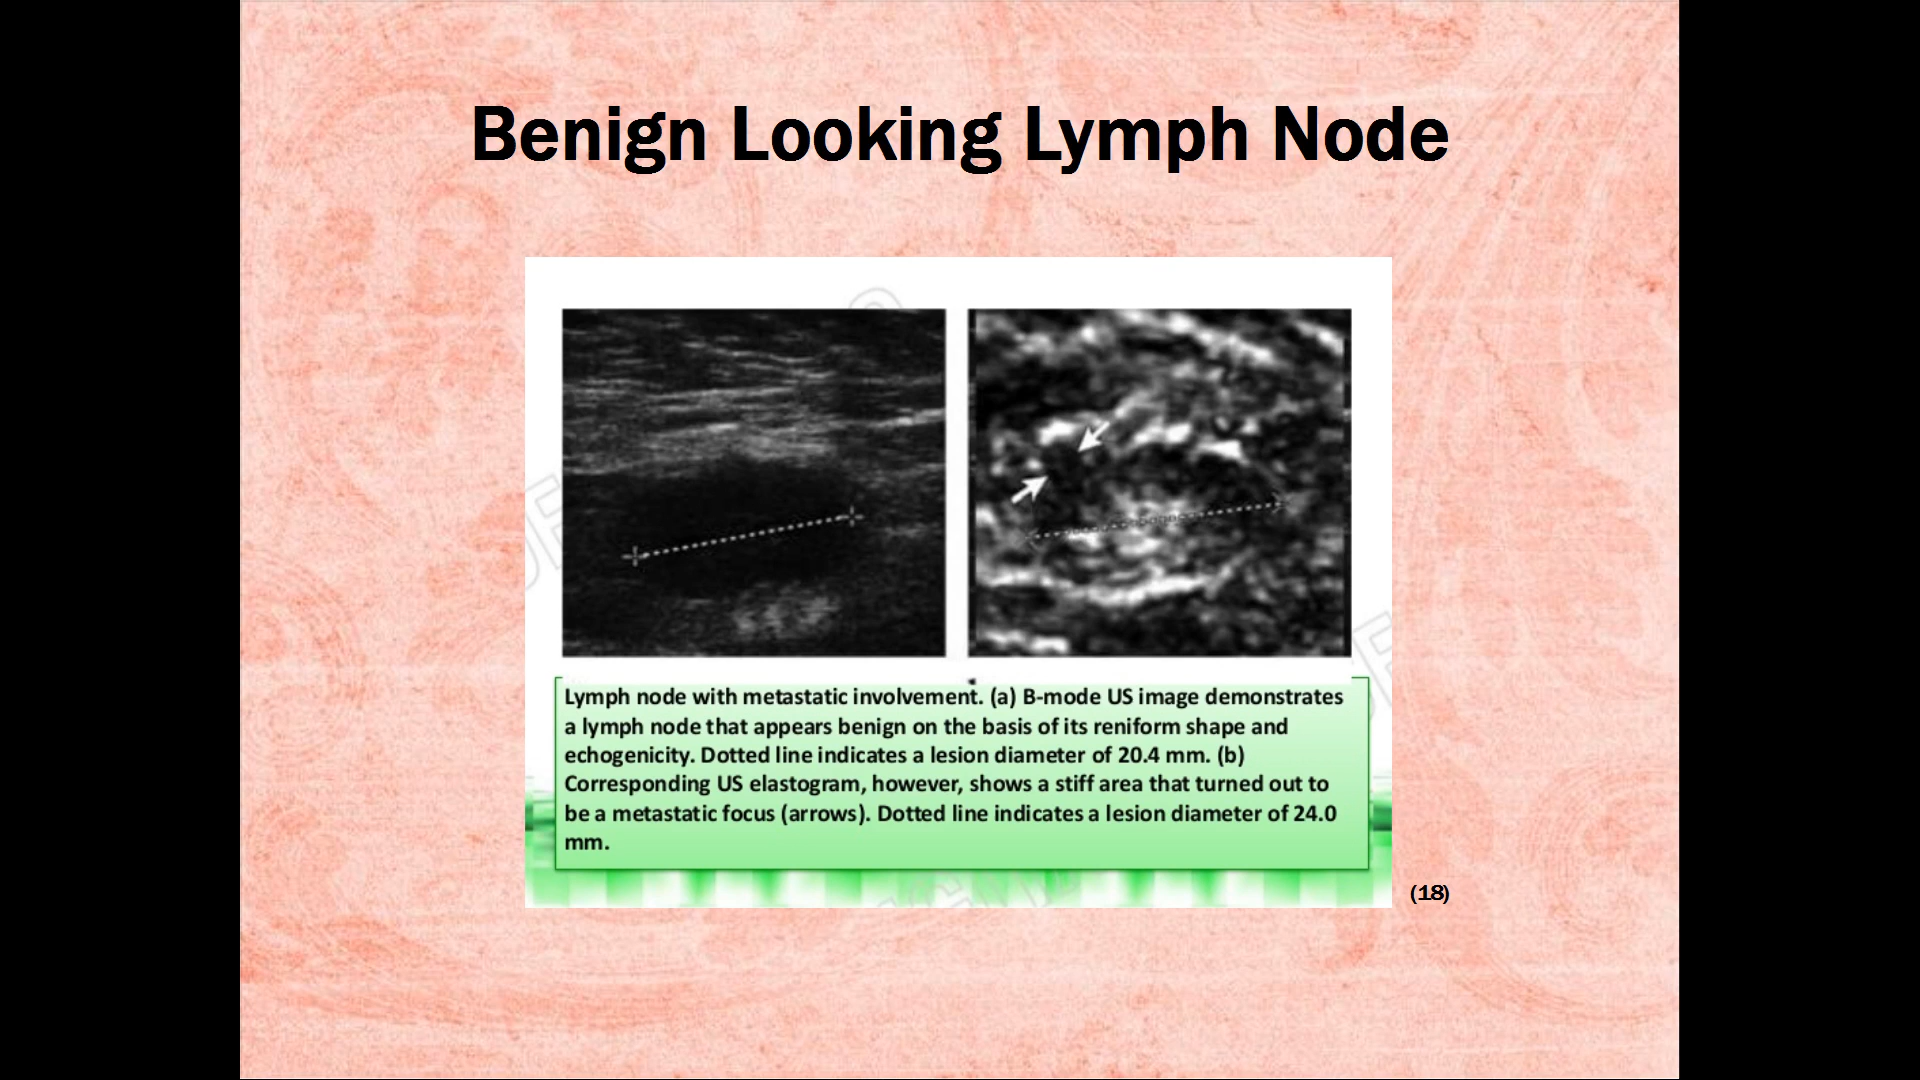 Benign Looking Lymph Node
Lymph node with metastatic involvement. (a) B-mode US image demonstrates
a lymph node that appears benign on the basis of its reniform shape and
echogenicity. Dotted line indicates a lesion diameter of 20.4 mm. (b)
Corresponding US elastogram, however, shows a stiff area that turned out to
be a metastatic focus (arrows). Dotted line indicates a lesion diameter of 24.0
mm.
(18)